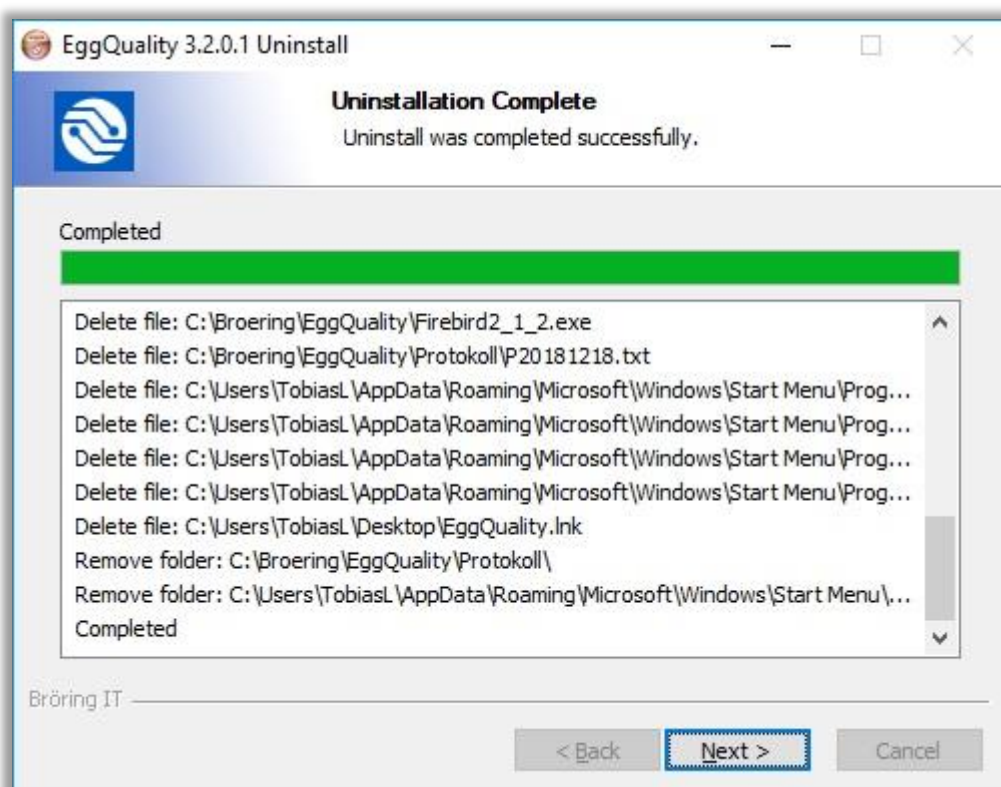 EggQuality 3.2.0.1 Uninstall
Uninstallation Complete
Uninstall was completed successfully.
Completed
Delete file: C:\Broering\EggQuality\Firebird2_1_2.exe
Delete file: C:\Broering\EggQuality\Protokoll\P20181218.txt
Delete file: C:\Users\TobiasL\AppData\Roaming\Microsoft\Windows\Start Menu\Prog...
Delete file: C:\Users\TobiasL\AppData\Roaming\Microsoft\Windows\Start Menu\Prog...
Delete file: C:\Users\TobiasL\AppData\Roaming\Microsoft\Windows\Start Menu\Prog...
Delete file: C:\Users\TobiasL\AppData\Roaming\Microsoft\Windows\Start Menu\Prog...
Delete file: C:\Users\TobiasL\Desktop\EggQuality.lnk
Remove folder: C:\Broering\EggQuality\Protokoll\
Remove folder: C:\Users\TobiasL\AppData\Roaming\Microsoft\Windows\Start Menu\...
Completed
Bröring IT
< Back Next > Cancel